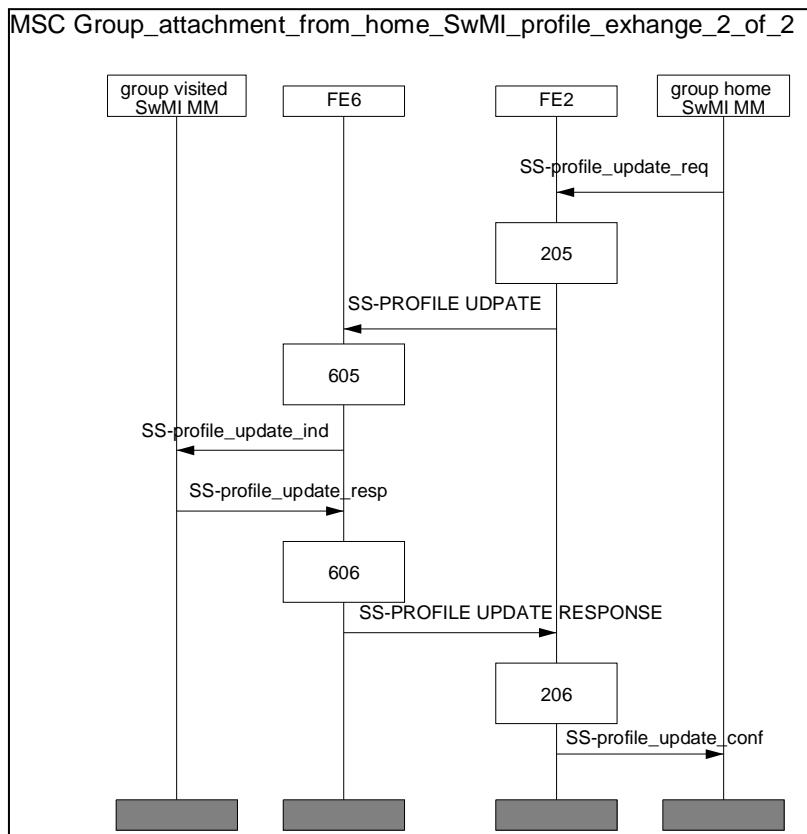 MSC Group_attachment_from_home_SwMI_profile_exhange_2_of_2
group visited
SwMI MM
FE6
FE2
group home
SwMI MM
SS-profile_update_req
205
SS-PROFILE UDPATE
605
SS-profile_update_ind
SS-profile_update_resp
606
SS-PROFILE UPDATE RESPONSE
206
SS-profile_update_conf